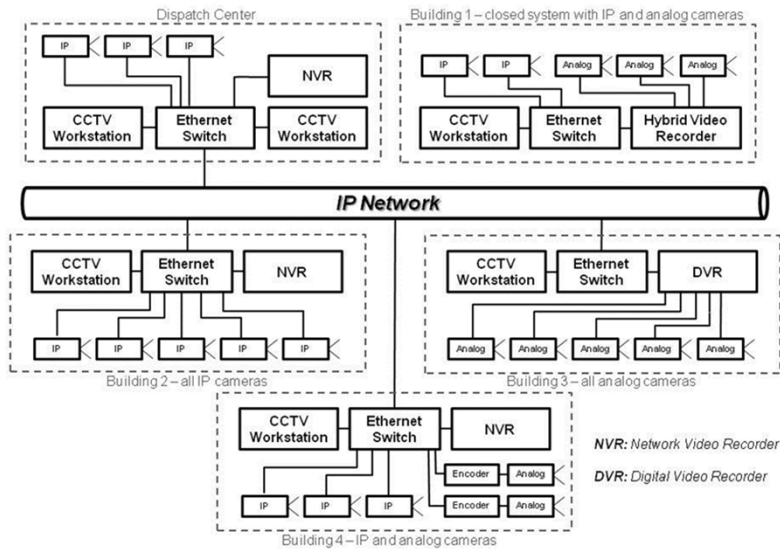 Dispatch Center
IP
IP
IP
NVR
CCTV
Workstation
Ethernet
Switch
CCTV
Workstation
Building 1 – closed system with IP and analog cameras
IP
IP
Analog
Analog
Analog
CCTV
Workstation
Ethernet
Switch
Hybrid Video
Recorder
IP Network
CCTV
Workstation
Ethernet
Switch
NVR
IP
IP
IP
IP
IP
Building 2 – all IP cameras
CCTV
Workstation
Ethernet
Switch
DVR
Analog
Analog
Analog
Analog
Analog
Building 3 – all analog cameras
CCTV
Workstation
Ethernet
Switch
NVR
Encoder
Analog
IP
IP
IP
Encoder
Analog
Building 4 – IP and analog cameras
NVR: Network Video Recorder
DVR: Digital Video Recorder